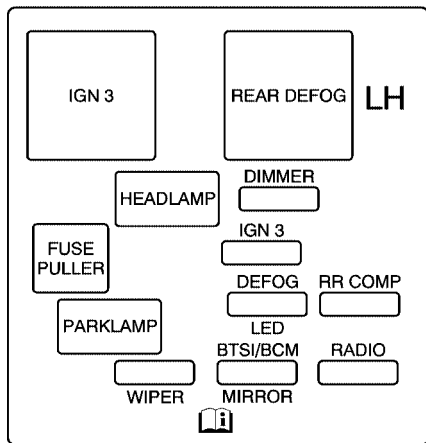 IGN 3
REAR DEFOG
LH
DIMMER
HEADLAMP
IGN 3
FUSE
PULLER
DEFOG
RR COMP
PARKLAMP
LED
BTSI/BCM
RADIO
WIPER
MIRROR